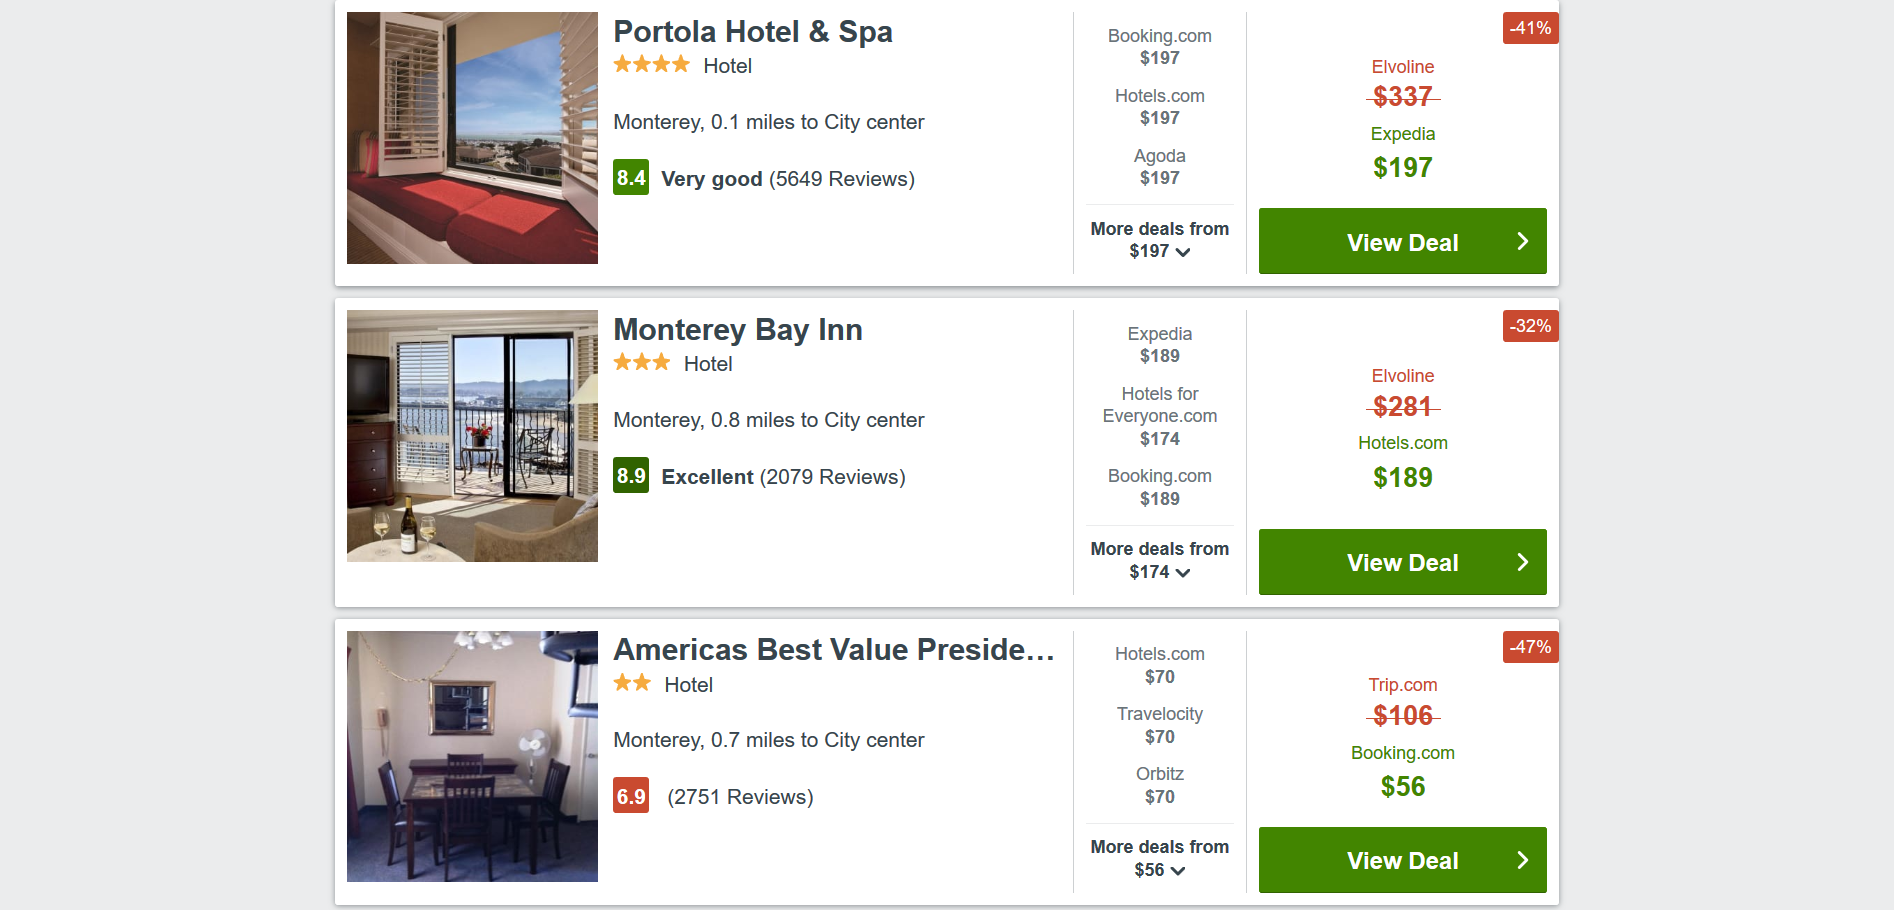 Portola Hotel & Spa
Hotel
Monterey, 0.1 miles to City center
8.4 Very good (5649 Reviews)
Booking.com
$197
Hotels.com
$197
Agoda
$197
More deals from
$197
-41%
Elvoline
$337
Expedia
$197
View Deal
Monterey Bay Inn
Hotel
Monterey, 0.8 miles to City center
8.9 Excellent (2079 Reviews)
Expedia
$189
Hotels for
Everyone.com
$174
Booking.com
$189
More deals from
$174
-32%
Elvoline
$281
Hotels.com
$189
View Deal
Americas Best Value Preside...
Hotel
Monterey, 0.7 miles to City center
6.9 (2751 Reviews)
Hotels.com
$70
Travelocity
$70
Orbitz
$70
More deals from
$56
-47%
Trip.com
$106
Booking.com
$56
View Deal